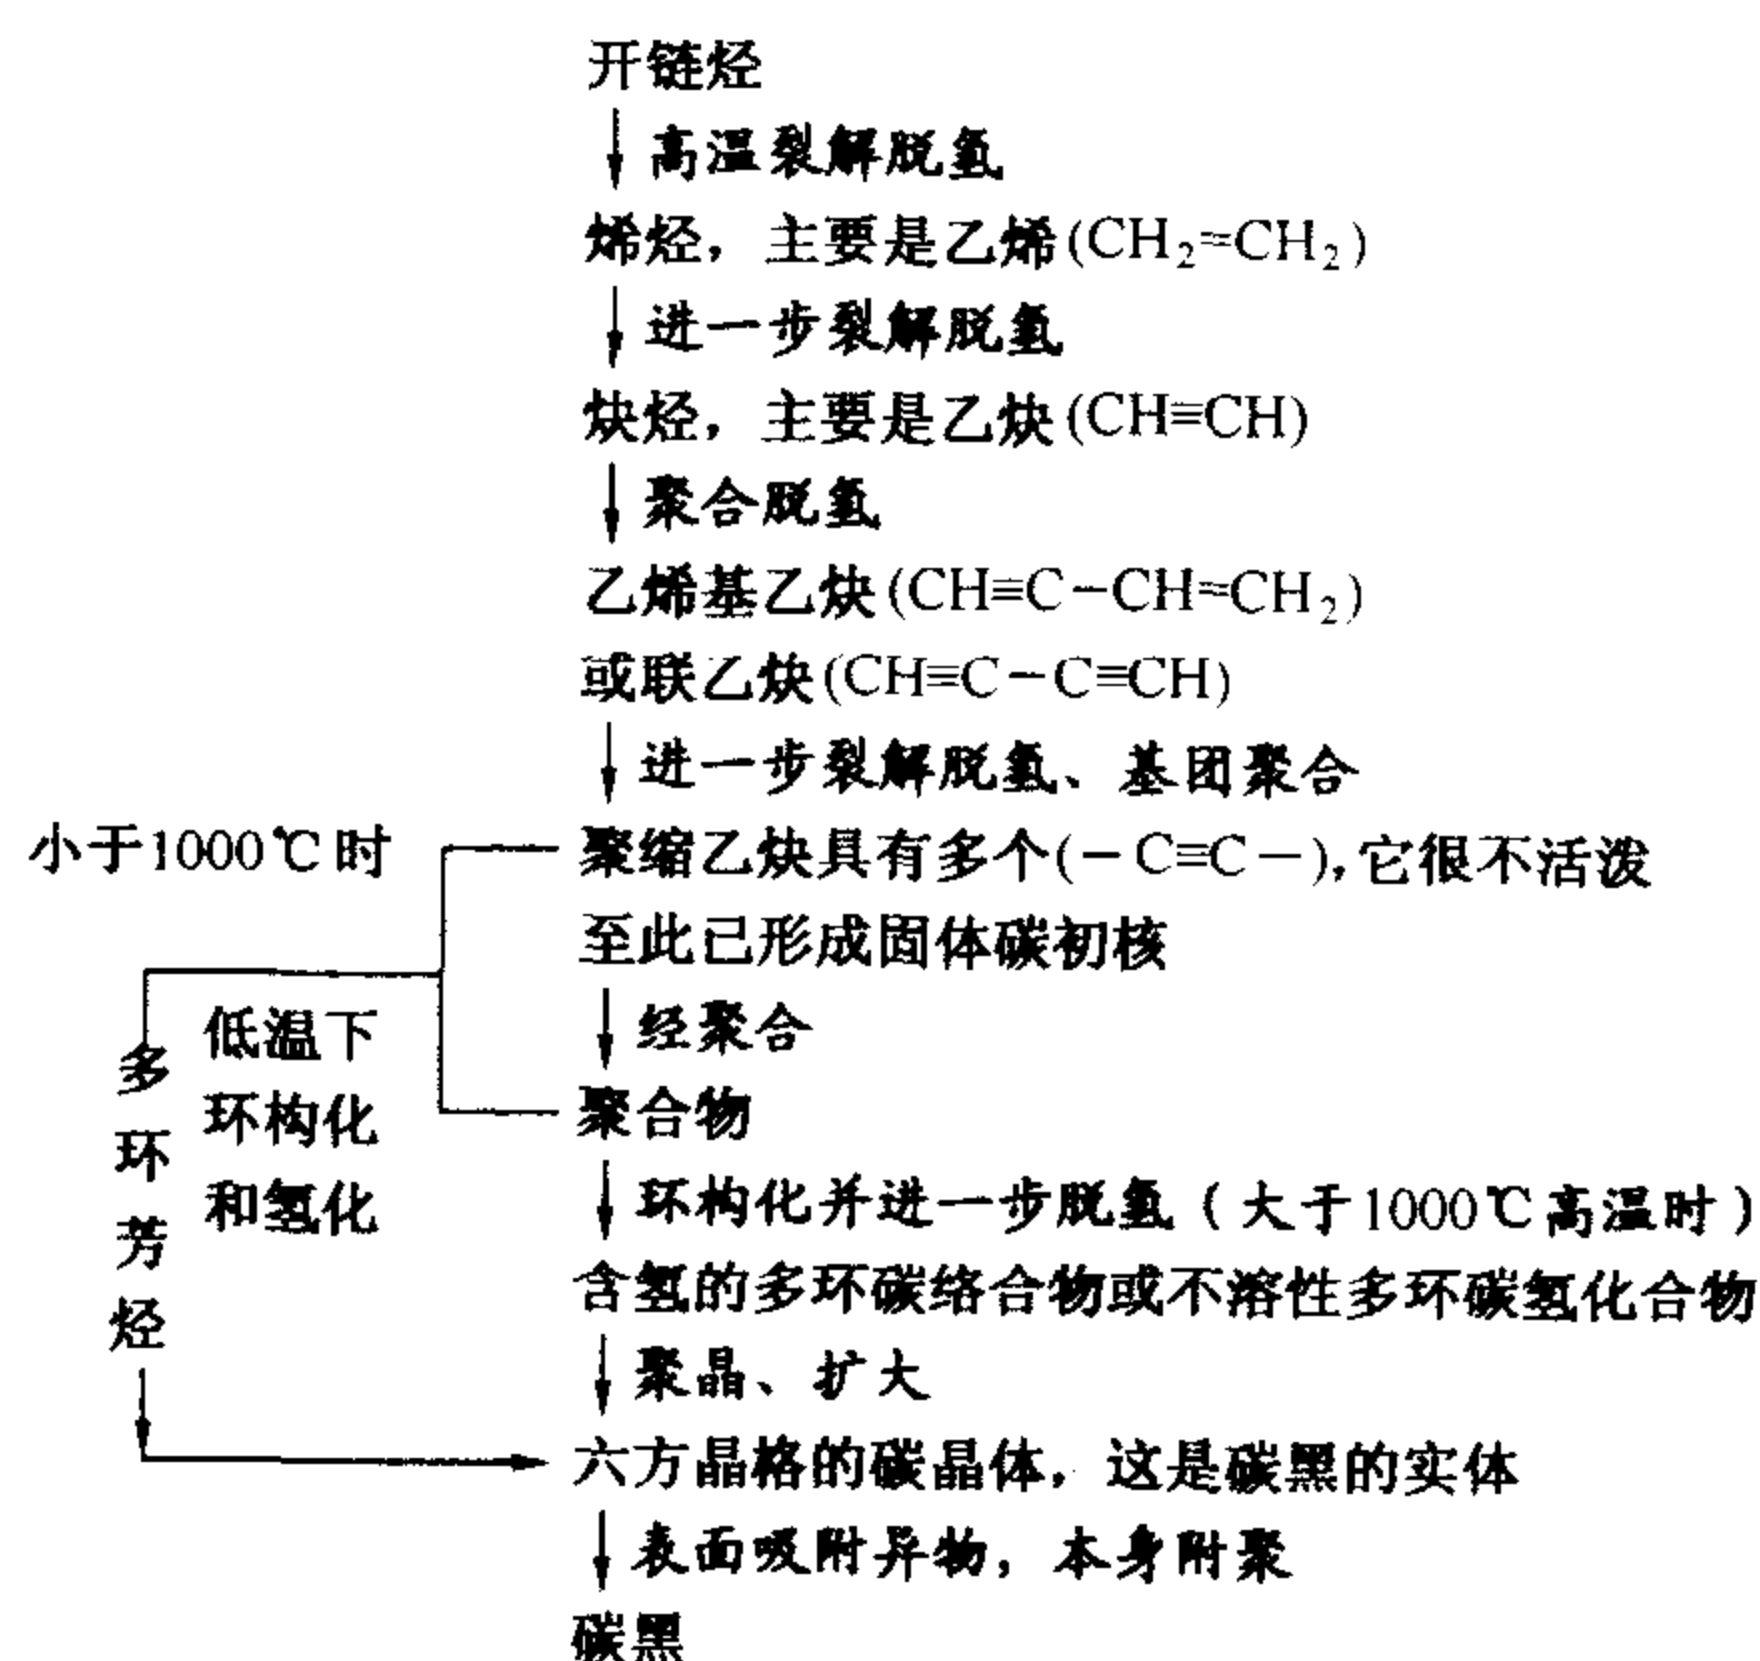 开链烃
高温裂解脱氢
烯烃，主要是乙烯(CH₂=CH₂)
进一步裂解脱氢
炔烃，主要是乙炔(CH≡CH)
聚合脱氢
乙烯基乙炔(CH≡C-CH=CH₂)
或联乙炔(CH≡C-C≡CH)
进一步裂解脱氢、基团聚合
小于1000℃时
聚缩乙炔具有多个(-C≡C-),它很不活泼
至此已形成固体碳初核
经聚合
聚合物
低温下
环构化
和氢化
多环芳烃
环构化并进一步脱氢（大于1000℃高温时）
含氢的多环碳络合物或不溶性多环碳氢化合物
聚晶、扩大
六方晶格的碳晶体，这是碳黑的实体
表面吸附异物，本身附聚
碳黑